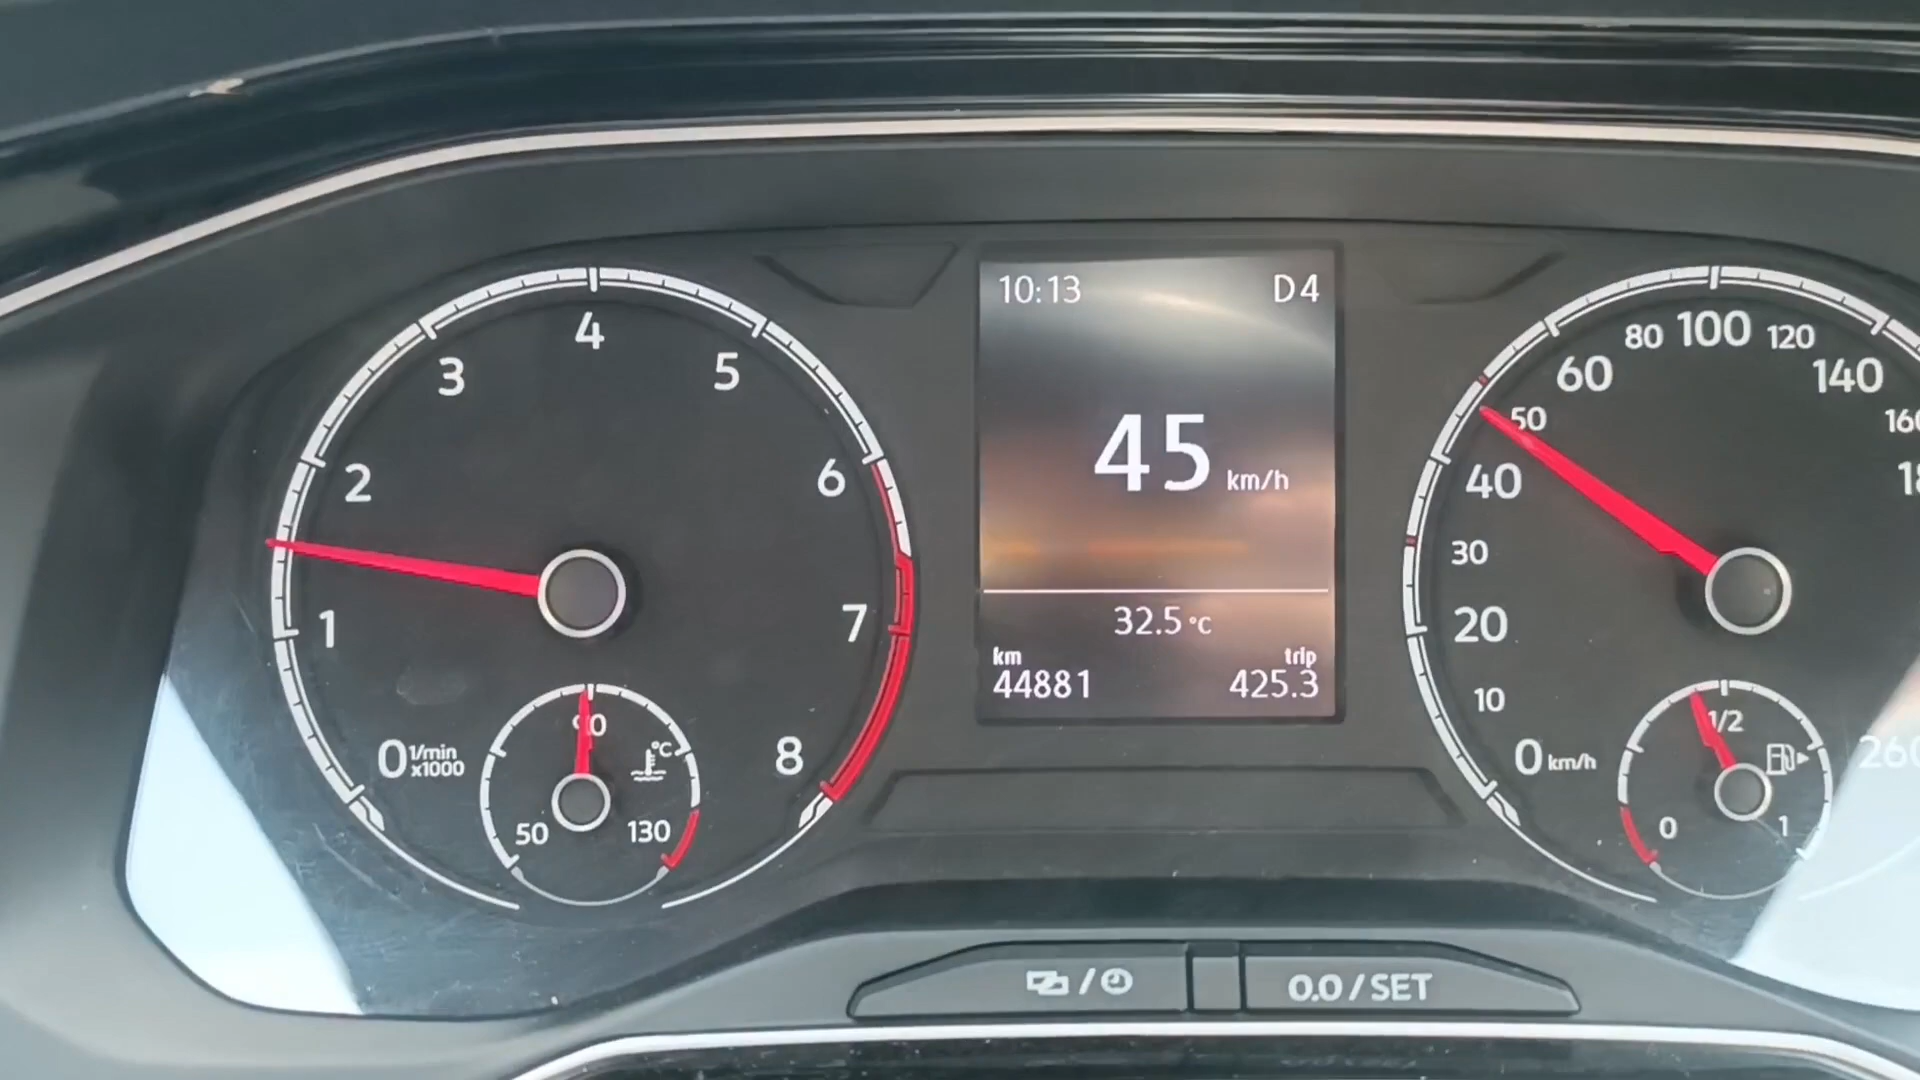 10:13 D4
45 km/h
32.5 °C
km trip
44881 425.3
0 1 2 3 4 5 6 7 8
1/min
x1000
50 90 130
°C
0 km/h 10 20 30 40 50 60 80 100 120 140
260
0 1/2 1
0.0 / SET